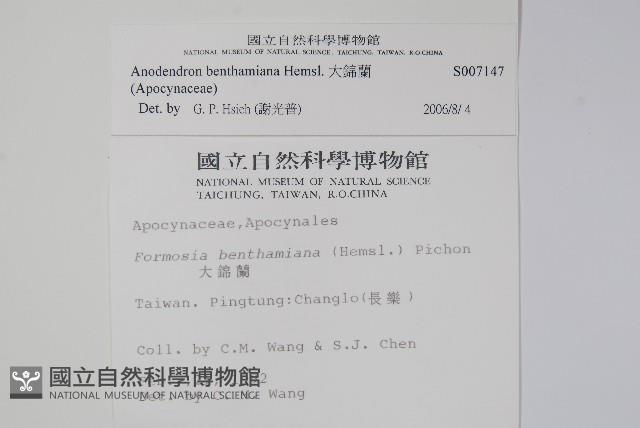 國立自然科學博物館
NATIONAL MUSEUM OF NATURAL SCIENCE, TAICHUNG, TAIWAN, R.O.CHINA
Anodendron benthamiana Hemsl. 大錦蘭 S007147
(Apocynaceae)
Det. by G. P. Hsieh (謝光普) 2006/8/4
國立自然科學博物館
NATIONAL MUSEUM OF NATURAL SCIENCE
TAICHUNG, TAIWAN, R.O.CHINA
Apocynaceae,Apocynales
Formosia benthamiana (Hemsl.) Pichon
大錦蘭
Taiwan. Pingtung:Changlo(長樂)
Coll. by C.M. Wang & S.J. Chen
Det. by C. M. Wang
國立自然科學博物館
NATIONAL MUSEUM OF NATURAL SCIENCE